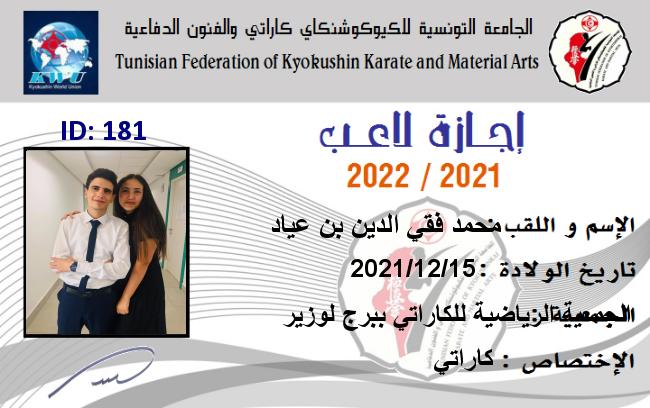 الجامعة التونسية للكيوكوشنكاي كاراتي والفنون الدفاعية
Tunisian Federation of Kyokushin Karate and Material Arts
KWU
Kyokushin World Union
ID: 181
إجازة لاعب
2022 / 2021
الإسم و اللقب : محمد فقي الدين بن عياد
تاريخ الولادة : 2021/12/15
الرياضية للكاراتي ببرج لوزير
الإختصاص : كاراتي